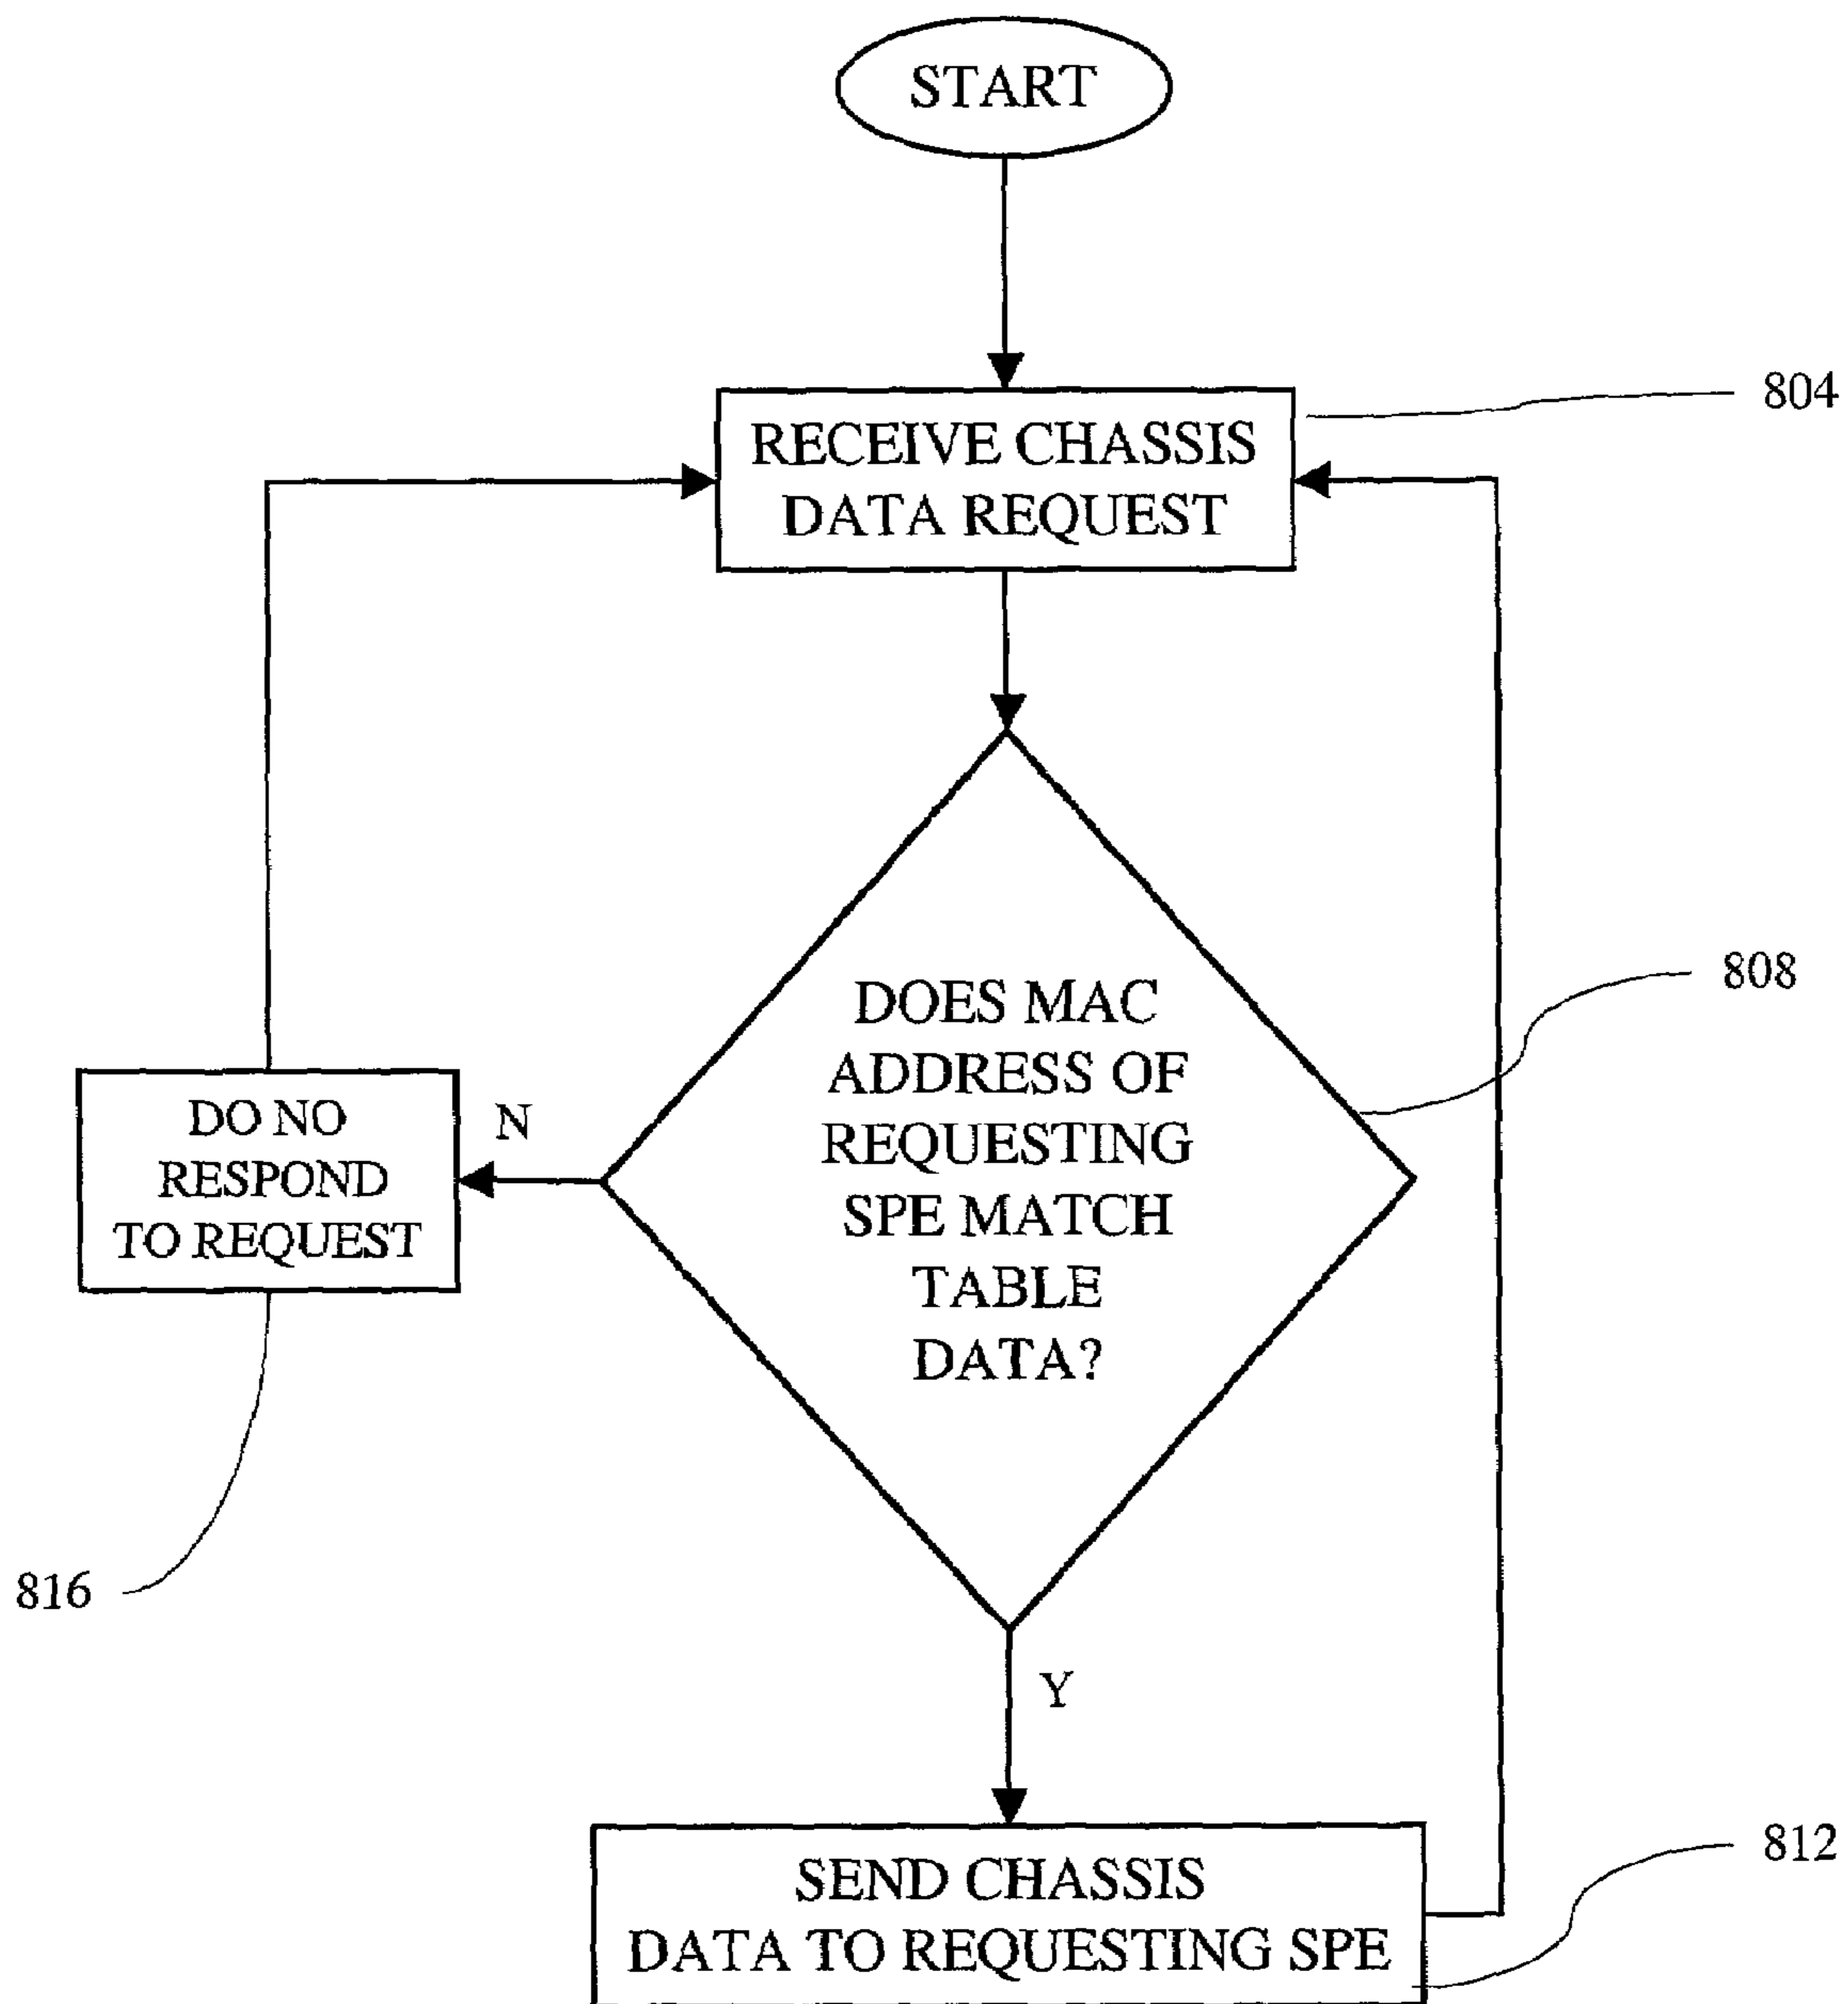 START
804
RECEIVE CHASSIS
DATA REQUEST
808
DOES MAC
ADDRESS OF
REQUESTING
SPE MATCH
TABLE
DATA?
N
DO NO
RESPOND
TO REQUEST
816
Y
812
SEND CHASSIS
DATA TO REQUESTING SPE